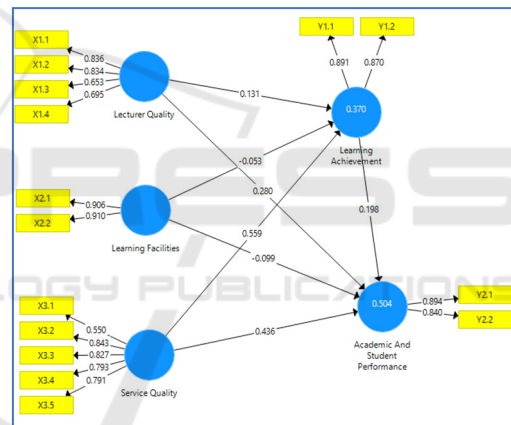 Y1.1 Y1.2
X1.1
X1.2
X1.3
X1.4
0.836
0.834
0.653
0.695
Lecturer Quality
0.891 0.870
0.131
0.370
Learning
Achievement
-0.053
0.280
0.559
X2.1
X2.2
0.906
0.910
Learning Facilities
0.198
-0.099
PRESS
LOGY PUBLICATIONS
X3.1
X3.2
X3.3
X3.4
X3.5
0.550
0.843
0.827
0.793
0.791
Service Quality
0.436
0.504
0.894
0.840
Y2.1
Y2.2
Academic And
Student
Performance